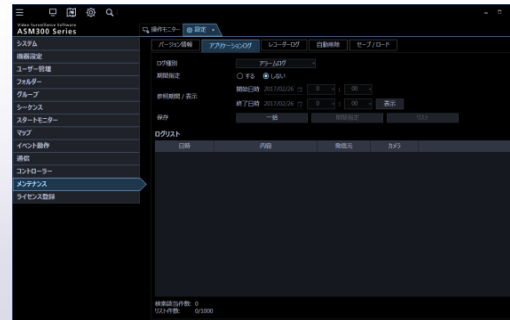 Video Surveillance Software
ASM300 Series
操作モニター 設定
システム
機器設定
ユーザー管理
フォルダー
グループ
シーケンス
スタートモニター
マップ
イベント動作
通信
コントローラー
メンテナンス
ライセンス登録
バージョン情報 アプリケーションログ レコーダーログ 自動削除 セーブ/ロード
ログ種別 アラームログ
期間指定 する しない
参照期間 / 表示
開始日時 2017/02/26 0 : 00
終了日時 2017/02/26 0 : 00 表示
保存 一括 期間指定 リスト
ログリスト
日時 内容 発信元 カメラ
検索該当件数: 0
リスト件数: 0/1000